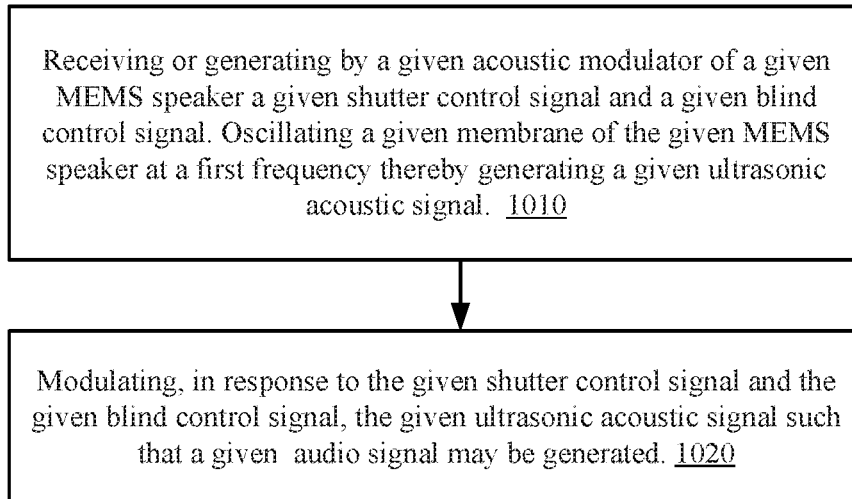 Receiving or generating by a given acoustic modulator of a given
MEMS speaker a given shutter control signal and a given blind
control signal. Oscillating a given membrane of the given MEMS
speaker at a first frequency thereby generating a given ultrasonic
acoustic signal. 1010
Modulating, in response to the given shutter control signal and the
given blind control signal, the given ultrasonic acoustic signal such
that a given audio signal may be generated. 1020